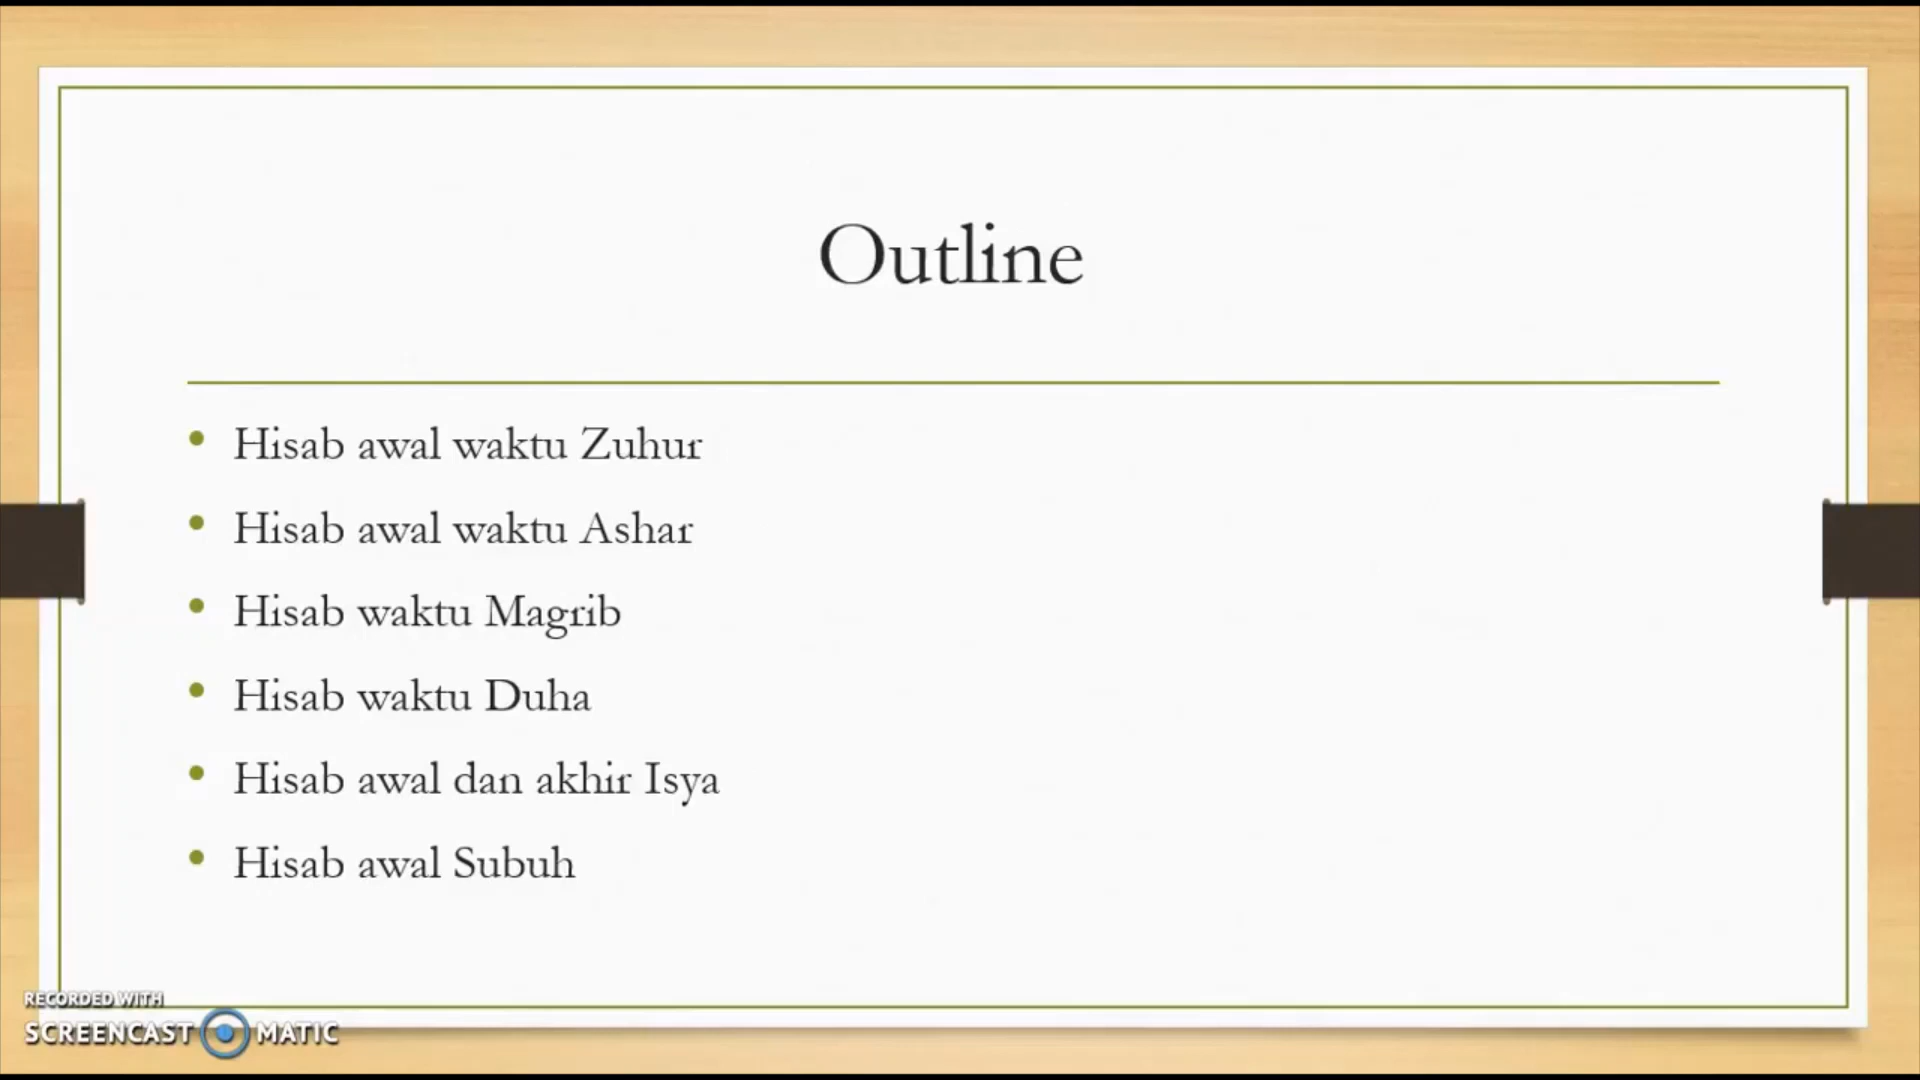 Outline
Hisab awal waktu Zuhur
Hisab awal waktu Ashar
Hisab waktu Magrib
Hisab waktu Duha
Hisab awal dan akhir Isya
Hisab awal Subuh
RECORDED WITH
SCREENCAST MATIC